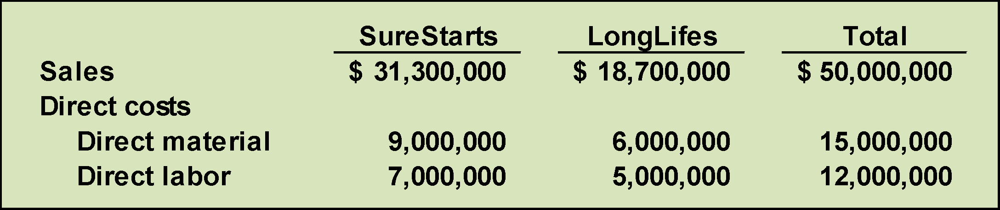 SureStarts LongLifes Total
Sales $ 31,300,000 $ 18,700,000 $ 50,000,000
Direct costs
Direct material 9,000,000 6,000,000 15,000,000
Direct labor 7,000,000 5,000,000 12,000,000